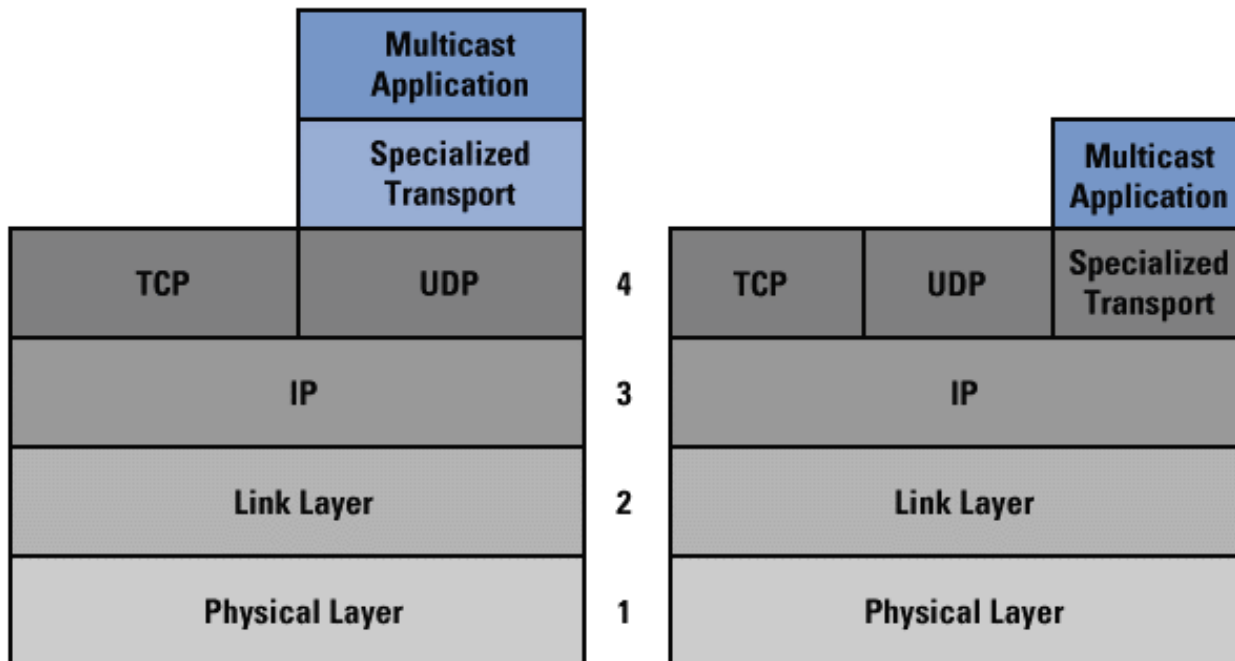 Multicast
Application
Specialized
Transport
TCP
UDP
IP
Link Layer
Physical Layer
4
3
2
1
Multicast
Application
TCP
UDP
Specialized
Transport
IP
Link Layer
Physical Layer